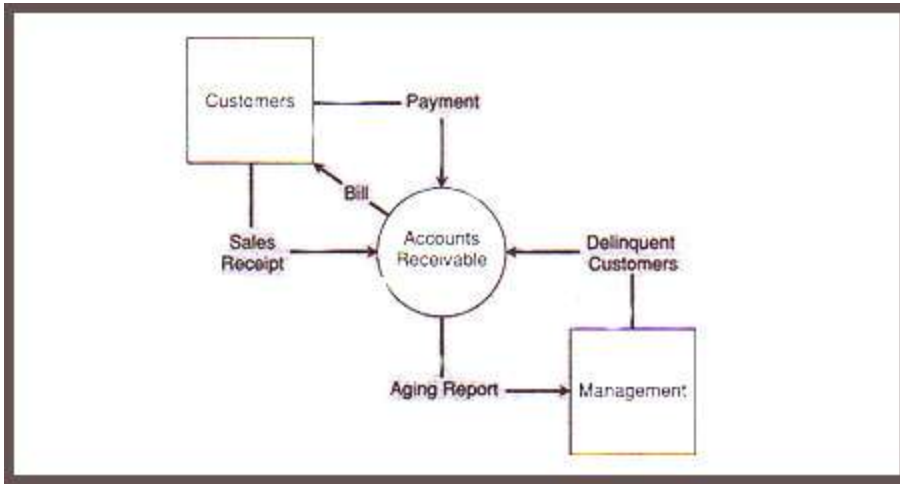 Customers
Payment
Bill
Sales
Receipt
Accounts
Receivable
Delinquent
Customers
Aging Report
Management